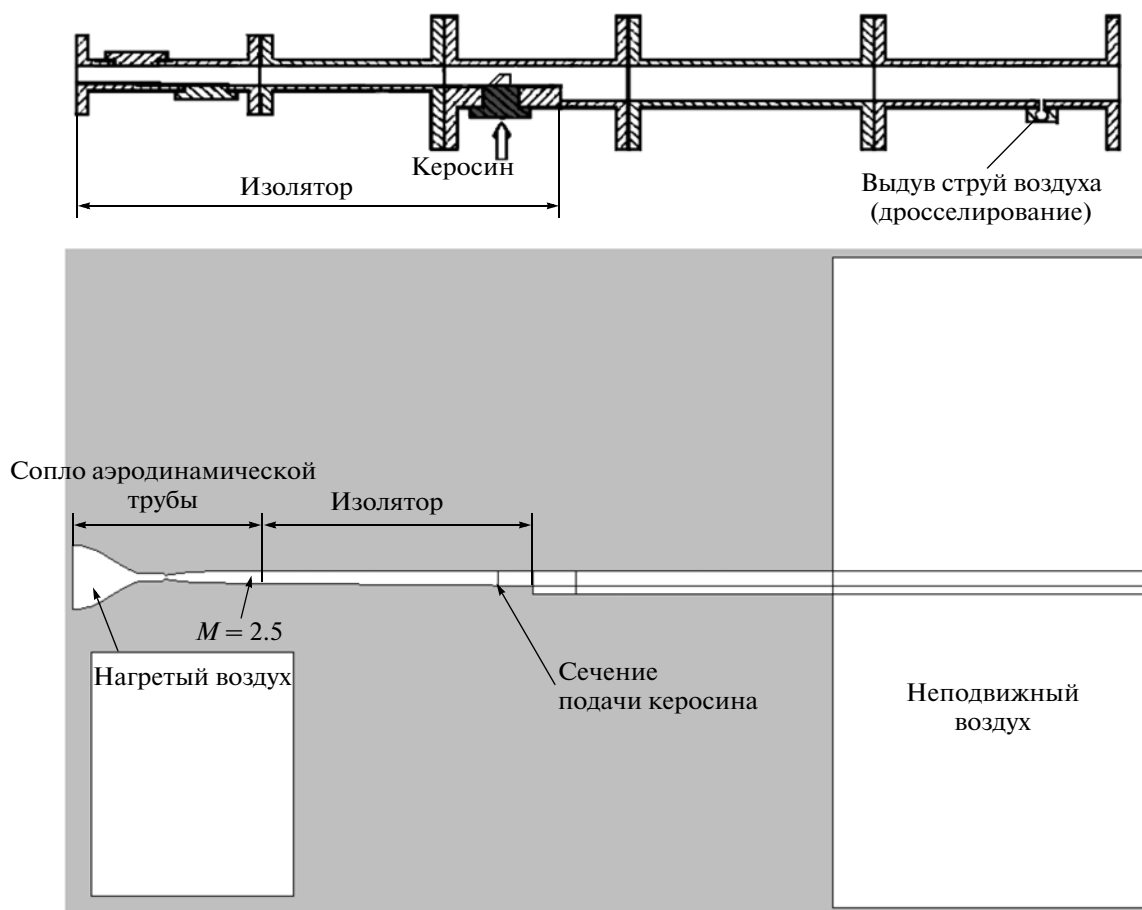 Керосин
Изолятор
Выдув струй воздуха
(дросселирование)
Сопло аэродинамической
трубы
Изолятор
M = 2.5
Нагретый воздух
Сечение
подачи керосина
Неподвижный
воздух